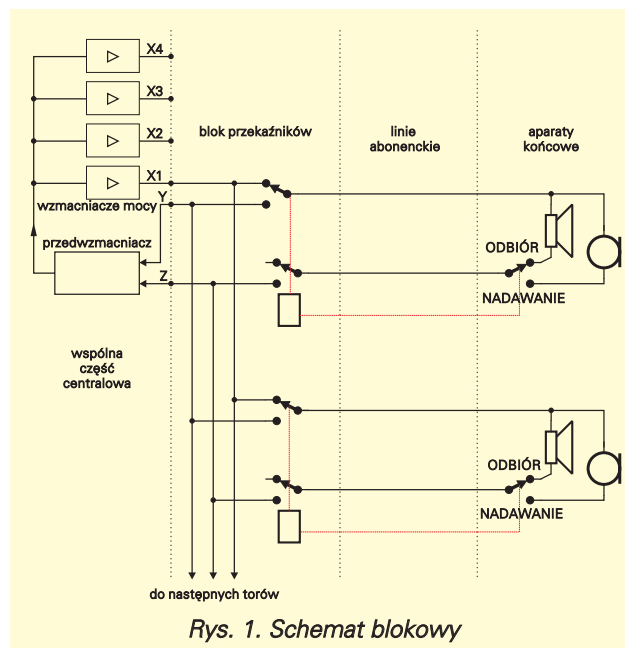 X4
X3
X2
X1
wzmacniacze mocy
Y
przedwzmacniacz
Z
wspólna
część
centralowa
blok przekaźników
linie
abonenckie
aparaty
końcowe
ODBIÓR
NADAWANIE
ODBIÓR
NADAWANIE
do następnych torów
Rys. 1. Schemat blokowy